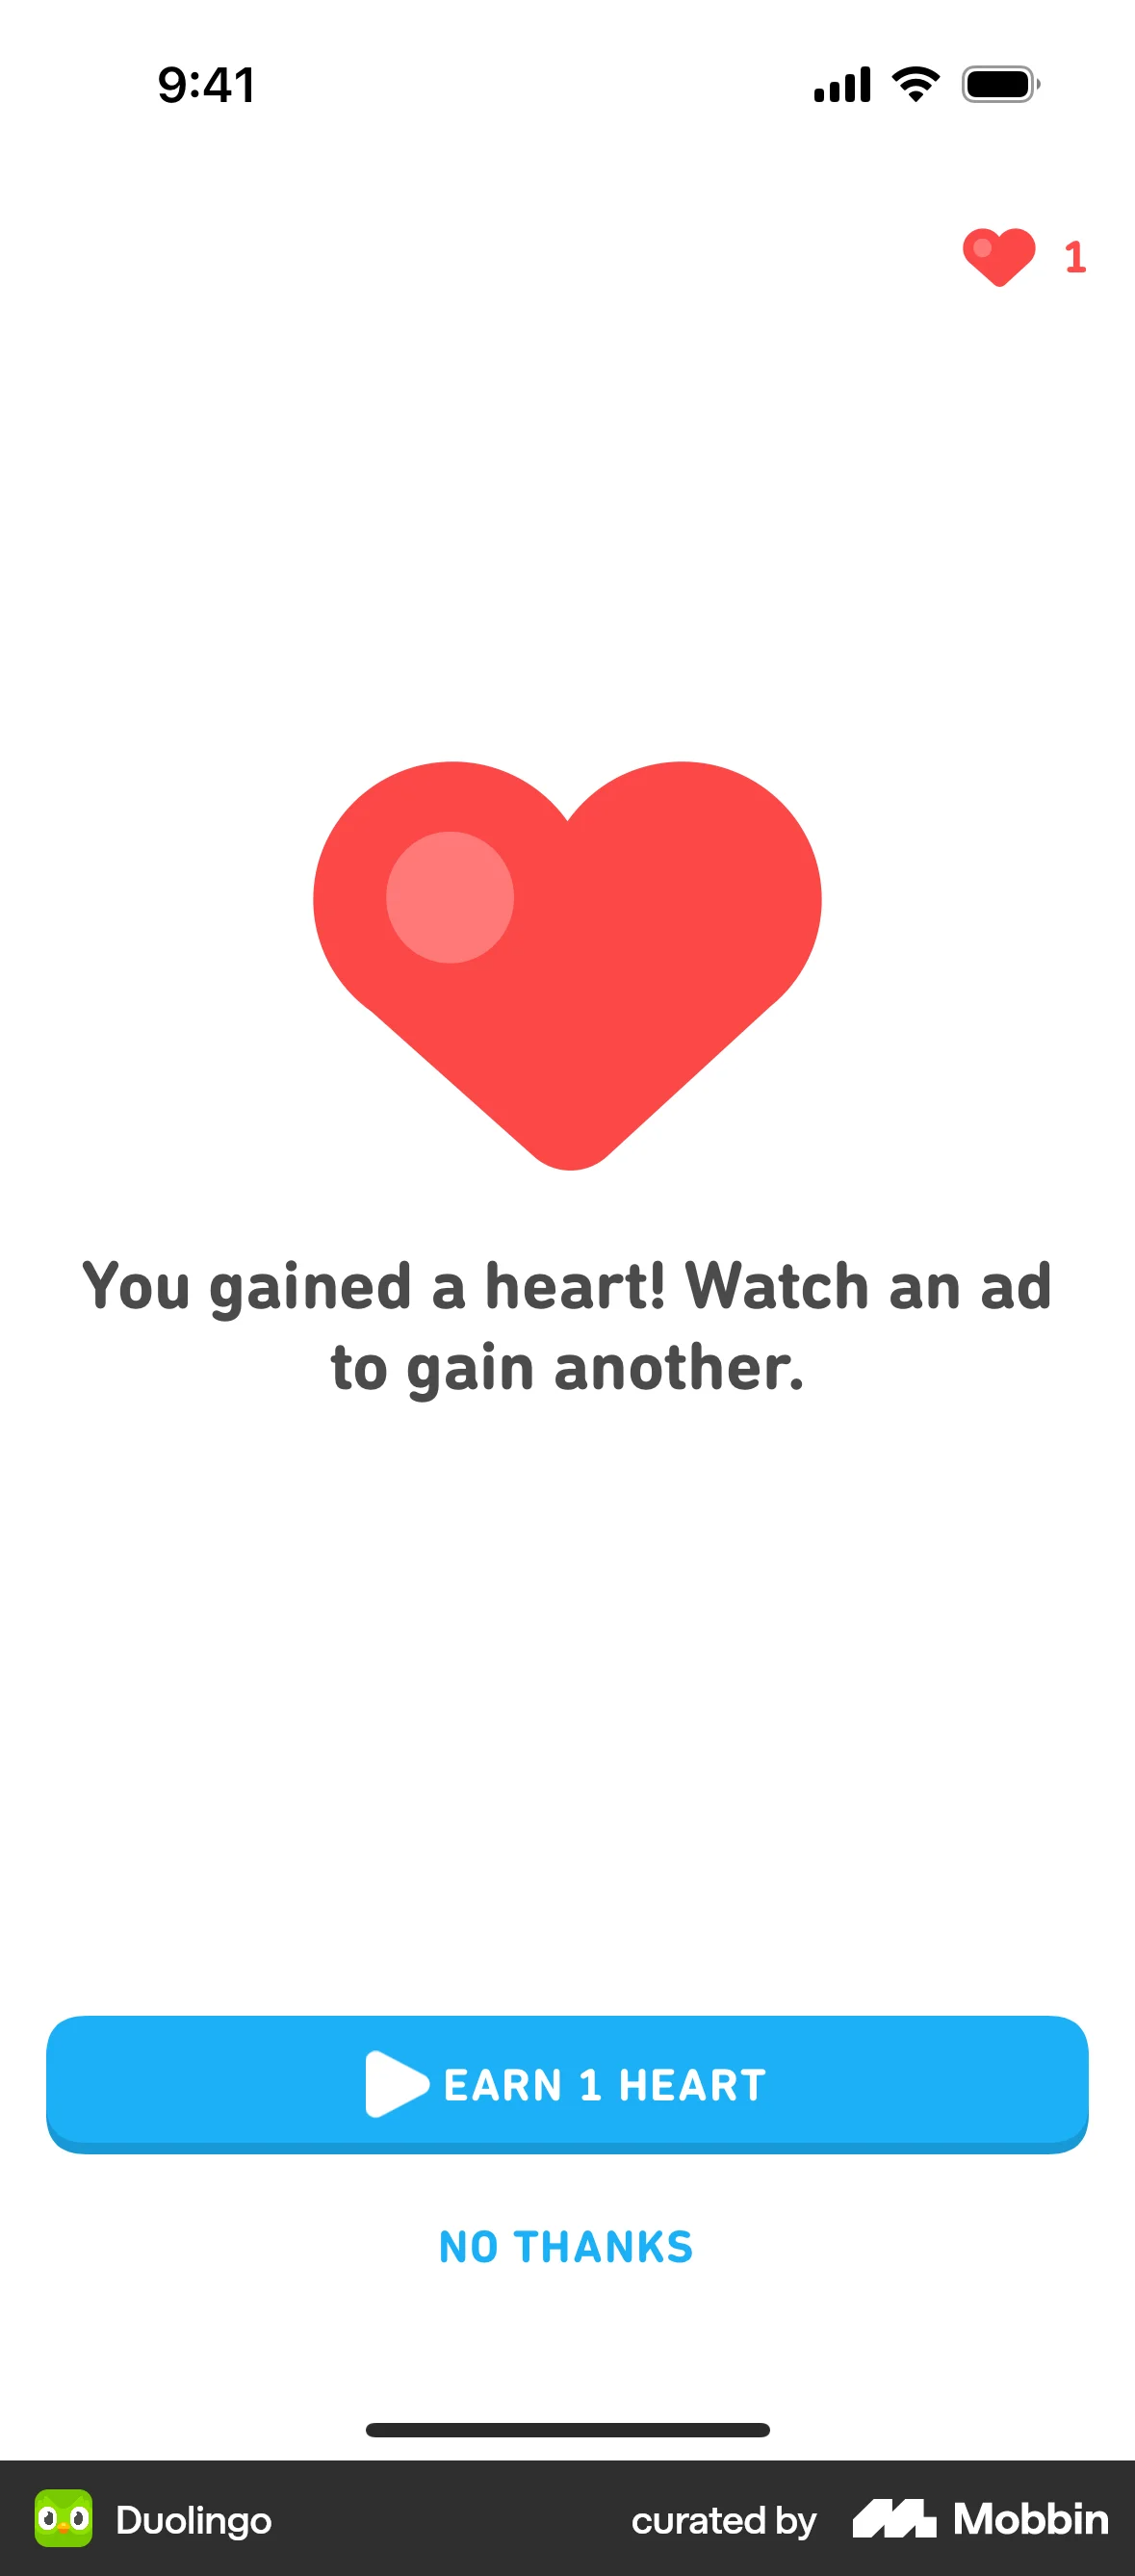 9:41
1
You gained a heart! Watch an ad
to gain another.
EARN 1 HEART
NO THANKS
Duolingo
curated by Mobbin